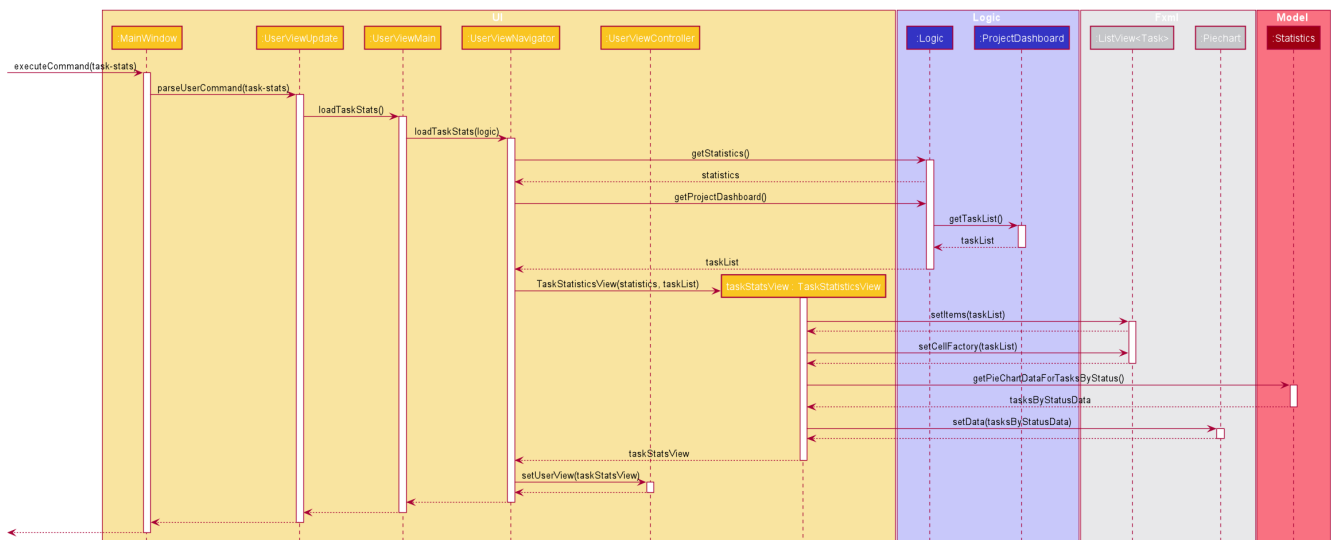 UI
Logic
Fxml
Model
:MainWindow
:UserViewUpdate
:UserViewMain
:UserViewNavigator
:UserViewController
:Logic
:ProjectDashboard
:ListView<Task>
:Piechart
:Statistics
executeCommand(task-stats)
parseUserCommand(task-stats)
loadTaskStats()
loadTaskStats(logic)
getStatistics()
statistics
getProjectDashboard()
getTaskList()
taskList
taskList
TaskStatisticsView(statistics, taskList)
taskStatsView : TaskStatisticsView
setItems(taskList)
setCellFactory(taskList)
getPieChartDataForTasksByStatus()
tasksByStatusData
setData(tasksByStatusData)
taskStatsView
setUserView(taskStatsView)